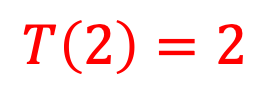 T(2) = 2